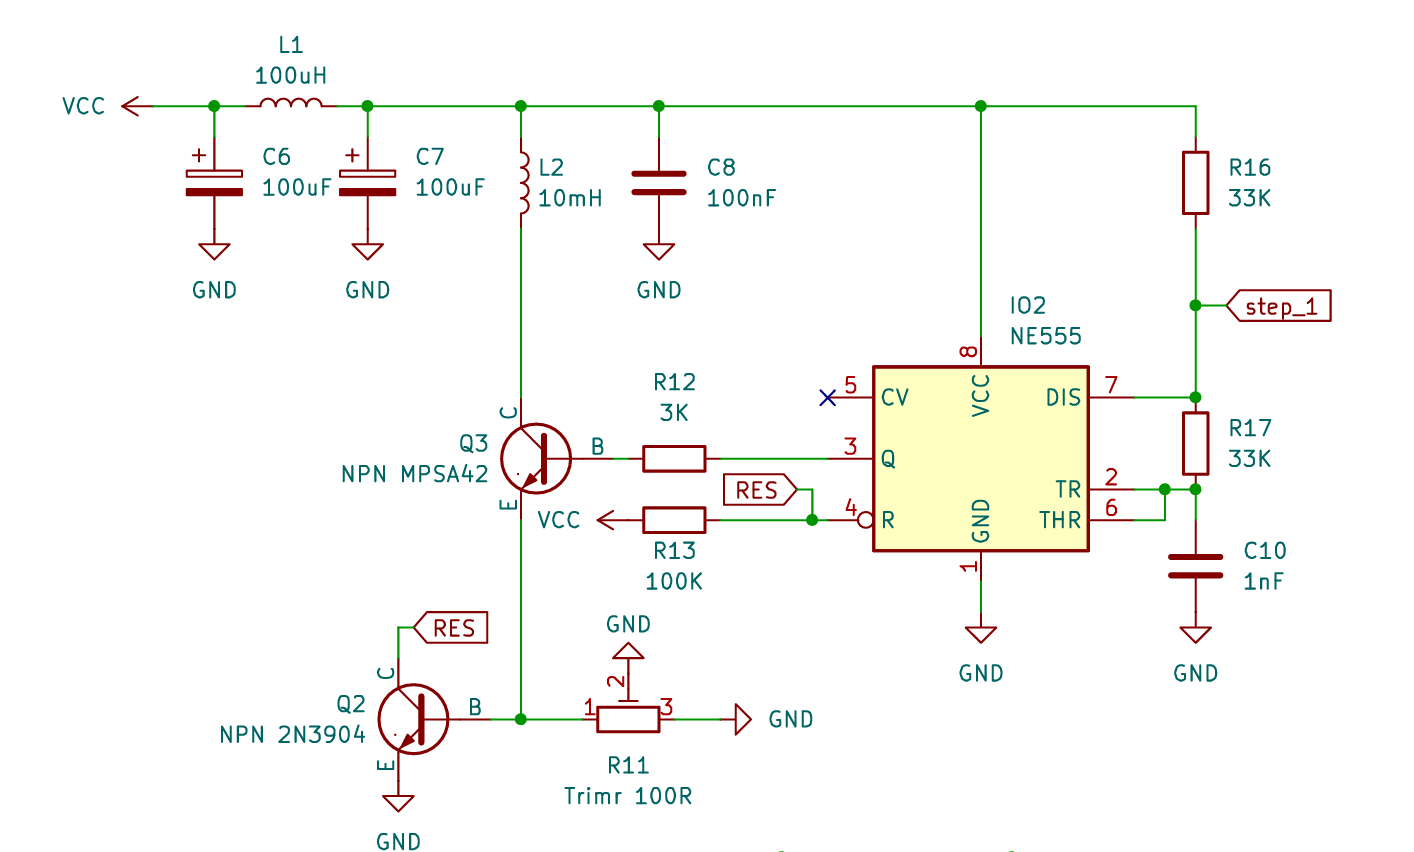 L1
100uH
VCC
+
C6
100uF
+
C7
100uF
L2
10mH
C8
100nF
R16
33K
GND
GND
GND
step_1
IO2
NE555
8
VCC
R12
3K
5
CV
DIS
7
C
Q3
NPN MPSA42
B
3
Q
R17
33K
E
RES
TR
2
VCC
4
R
GND
THR
6
R13
100K
1
C10
1nF
RES
GND
GND
GND
C
2
Q2
NPN 2N3904
B
1
3
GND
E
R11
Trimr 100R
GND